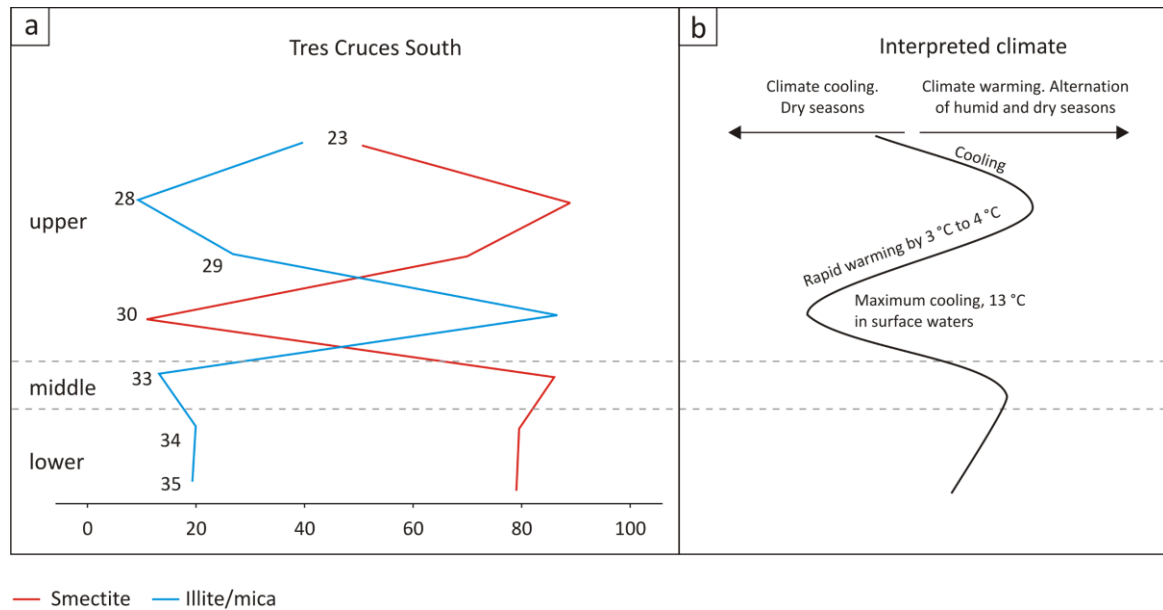 a
Tres Cruces South
23
28
upper
29
30
middle
33
34
lower
35
0 20 40 60 80 100
Smectite Illite/mica
b
Interpreted climate
Climate cooling.
Dry seasons
Climate warming. Alternation
of humid and dry seasons
Cooling
Rapid warming by 3 °C to 4 °C
Maximum cooling, 13 °C
in surface waters